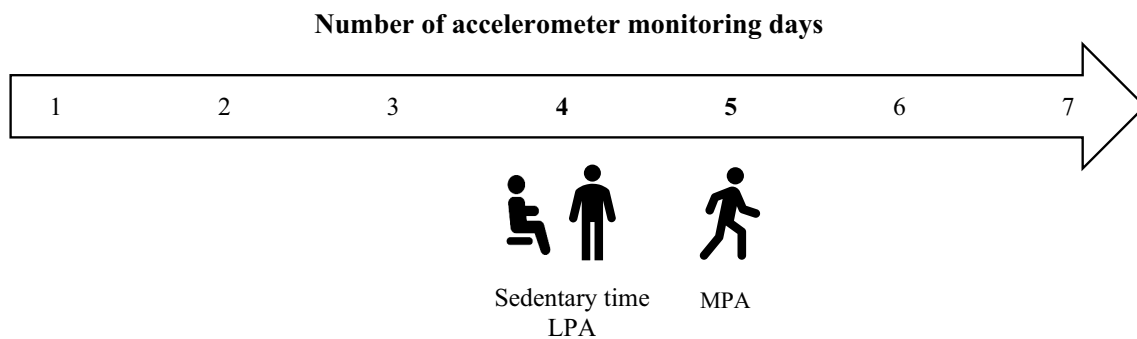 Number of accelerometer monitoring days
1 2 3 4 5 6 7
Sedentary time
LPA
MPA